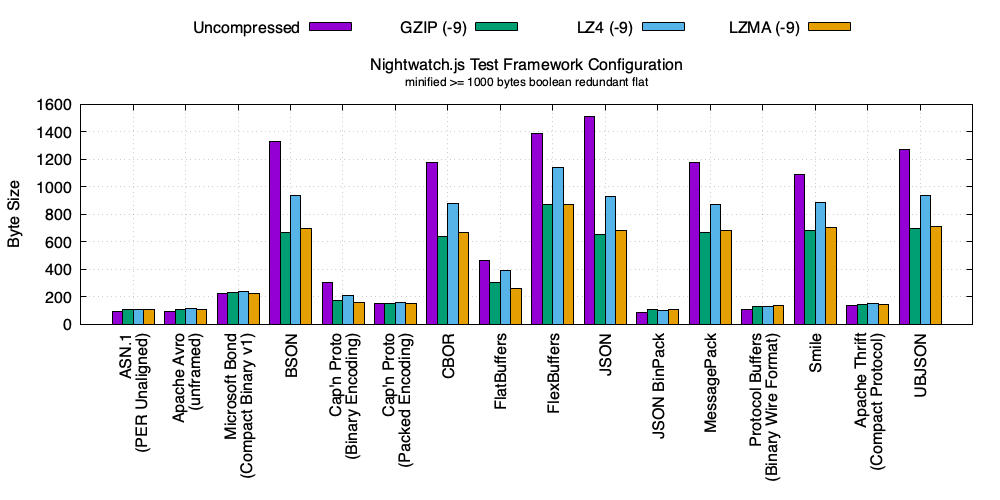 Uncompressed
GZIP (-9)
LZ4 (-9)
LZMA (-9)
Nightwatch.js Test Framework Configuration
minified >= 1000 bytes boolean redundant flat
Byte Size
1600
1400
1200
1000
800
600
400
200
0
ASN.1
(PER Unaligned)
Apache Avro
(unframed)
Microsoft Bond
(Compact Binary v1)
BSON
Cap'n Proto
(Binary Encoding)
Cap'n Proto
(Packed Encoding)
CBOR
FlatBuffers
FlexBuffers
JSON
JSON BinPack
MessagePack
Protocol Buffers
(Binary Wire Format)
Smile
Apache Thrift
(Compact Protocol)
UBJSON